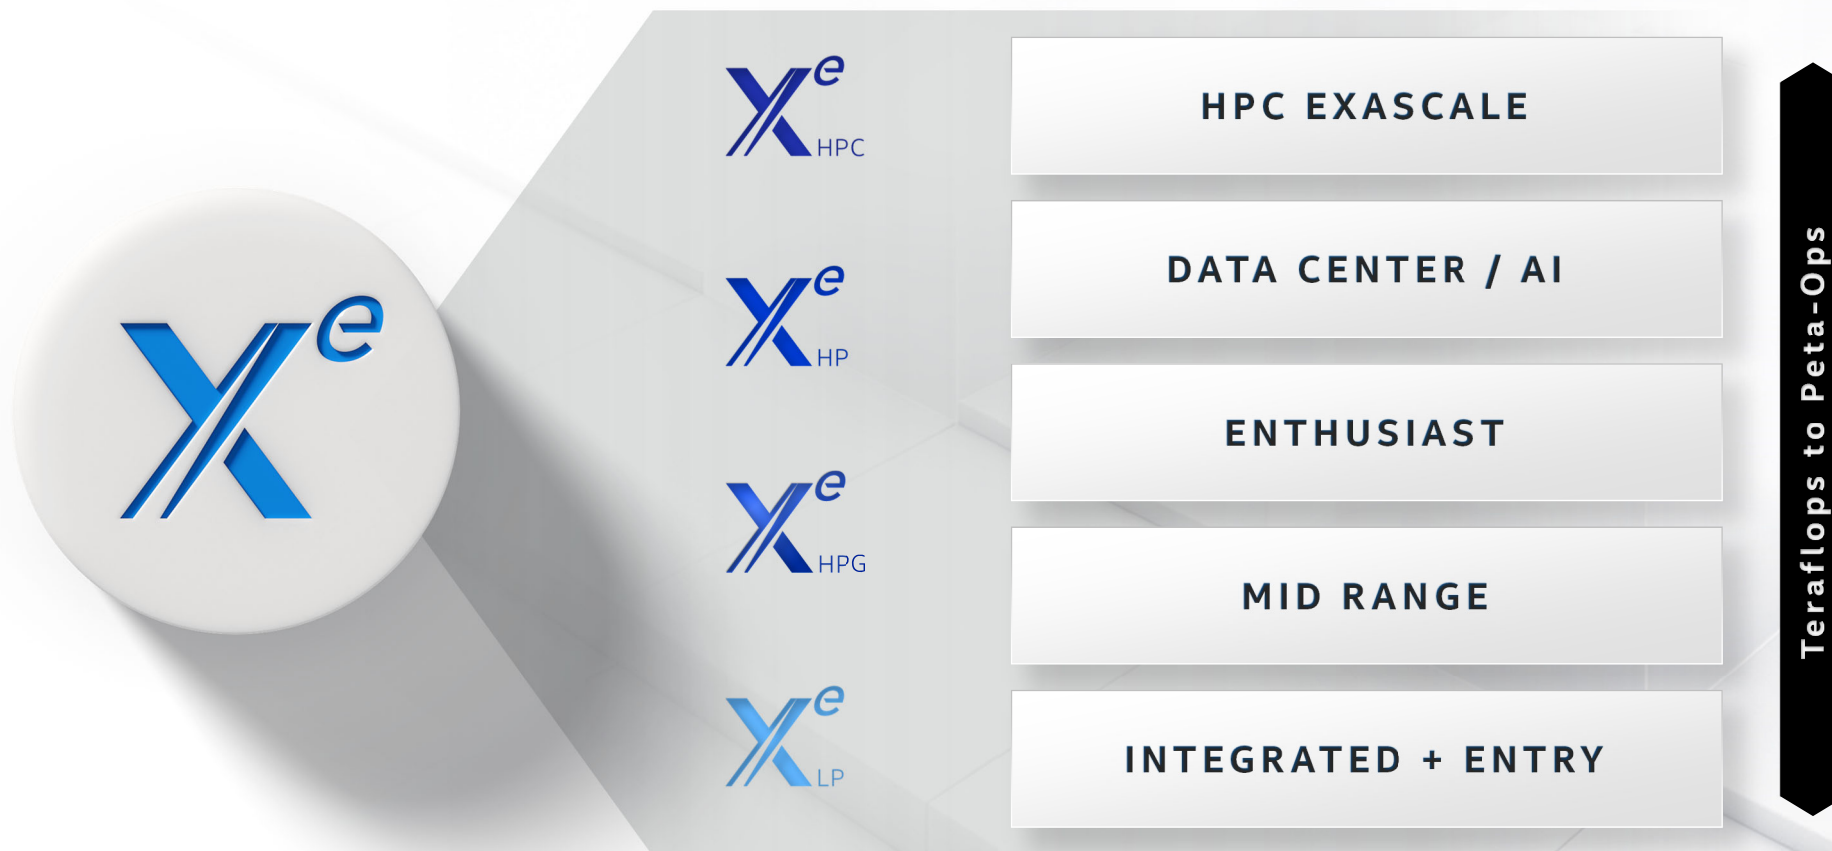 Xe
Xe HPC
HPC EXASCALE
Xe HP
DATA CENTER / AI
ENTHUSIAST
Xe HPG
MID RANGE
Xe LP
INTEGRATED + ENTRY
Teraflops to Peta-Ops